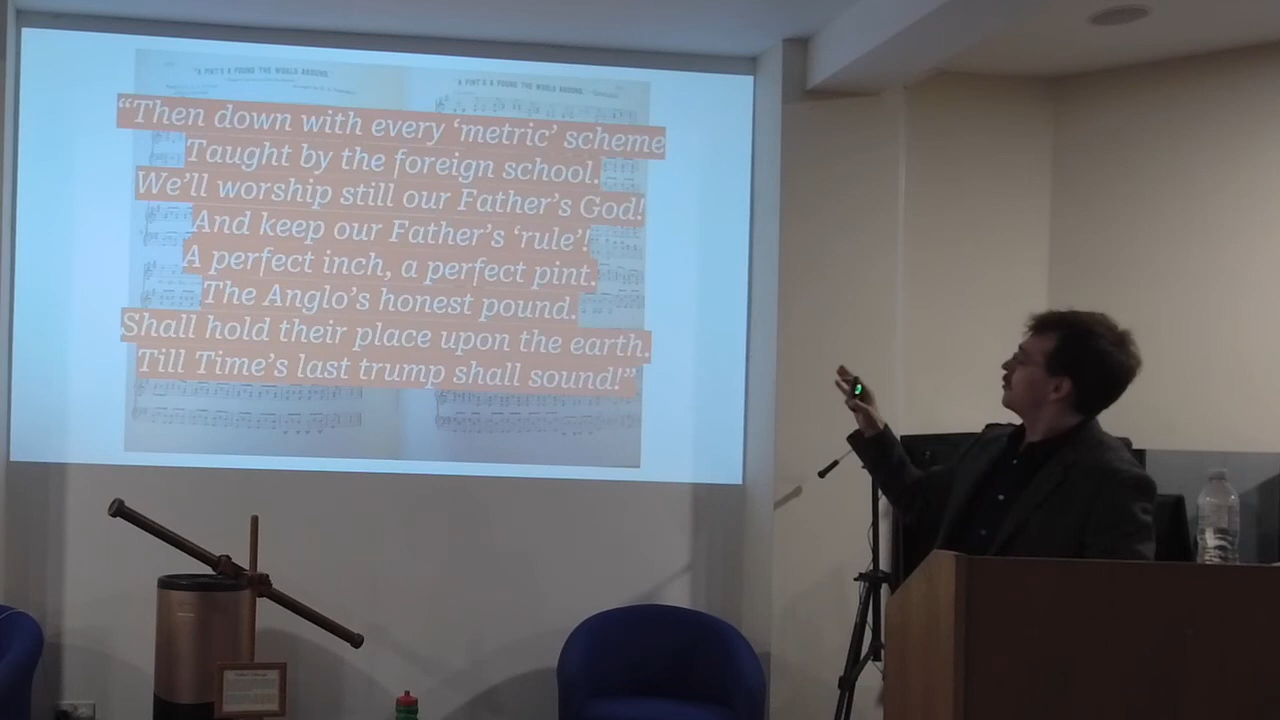 "A PINT'S A POUND THE WORLD AROUND."
"A PINT'S A POUND THE WORLD AROUND."
“Then down with every ‘metric’ scheme
Taught by the foreign school.
We’ll worship still our Father’s God!
And keep our Father’s ‘rule’!
A perfect inch, a perfect pint.
The Anglo’s honest pound.
Shall hold their place upon the earth.
Till Time’s last trump shall sound!”